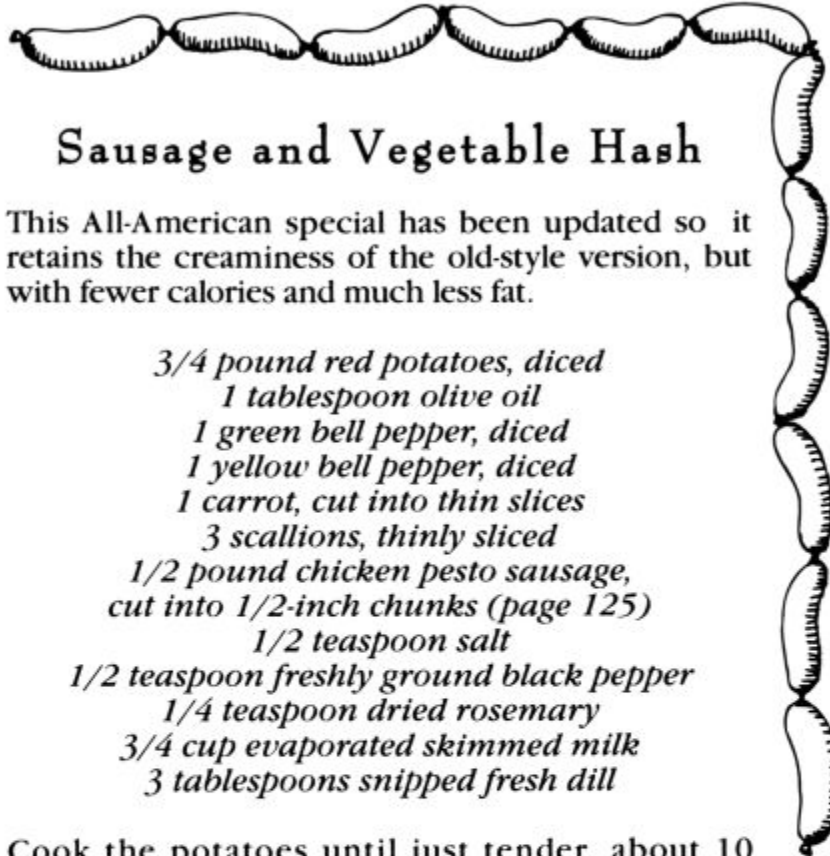 Sausage and Vegetable Hash
This All-American special has been updated so it
retains the creaminess of the old-style version, but
with fewer calories and much less fat.
3/4 pound red potatoes, diced
1 tablespoon olive oil
1 green bell pepper, diced
1 yellow bell pepper, diced
1 carrot, cut into thin slices
3 scallions, thinly sliced
1/2 pound chicken pesto sausage,
cut into 1/2-inch chunks (page 125)
1/2 teaspoon salt
1/2 teaspoon freshly ground black pepper
1/4 teaspoon dried rosemary
3/4 cup evaporated skimmed milk
3 tablespoons snipped fresh dill
Cook the potatoes until just tender, about 10